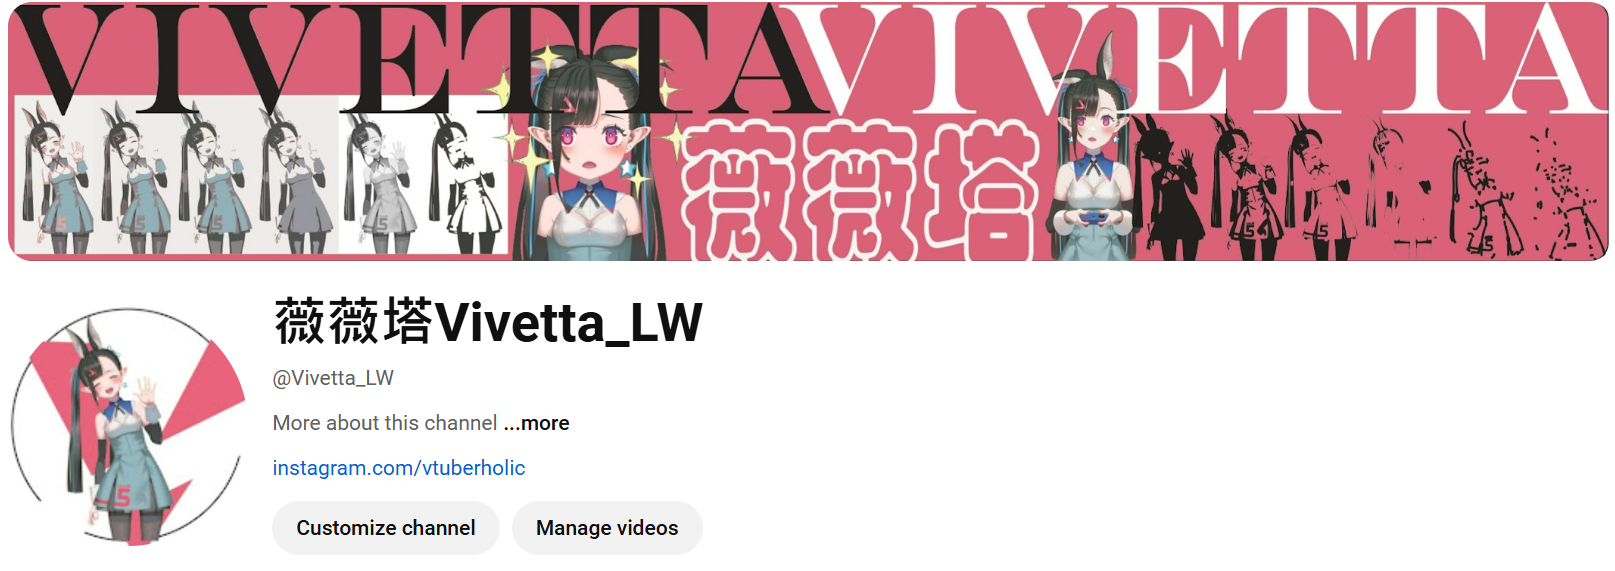 VIVETTA VIVETTA
薇薇塔
薇薇塔Vivetta_LW
@Vivetta_LW
More about this channel ...more
instagram.com/vtuberholic
Customize channel
Manage videos
5